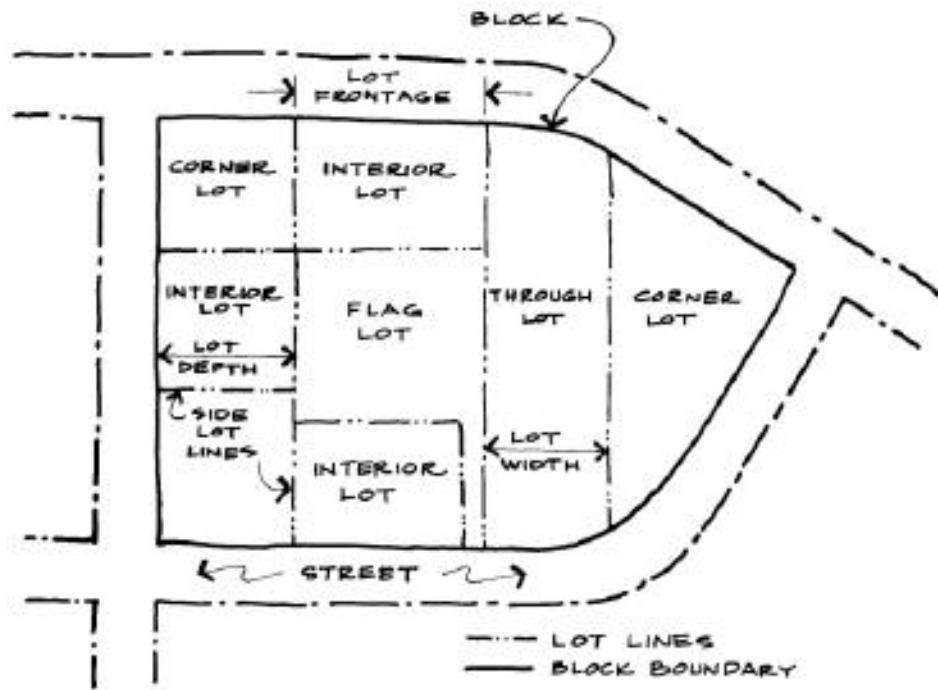 BLOCK
LOT
FRONTAGE
CORNER
LOT
INTERIOR
LOT
INTERIOR
LOT
FLAG
LOT
THROUGH
LOT
CORNER
LOT
LOT
DEPTH
SIDE
LOT
LINES
INTERIOR
LOT
LOT
WIDTH
STREET
LOT LINES
BLOCK BOUNDARY